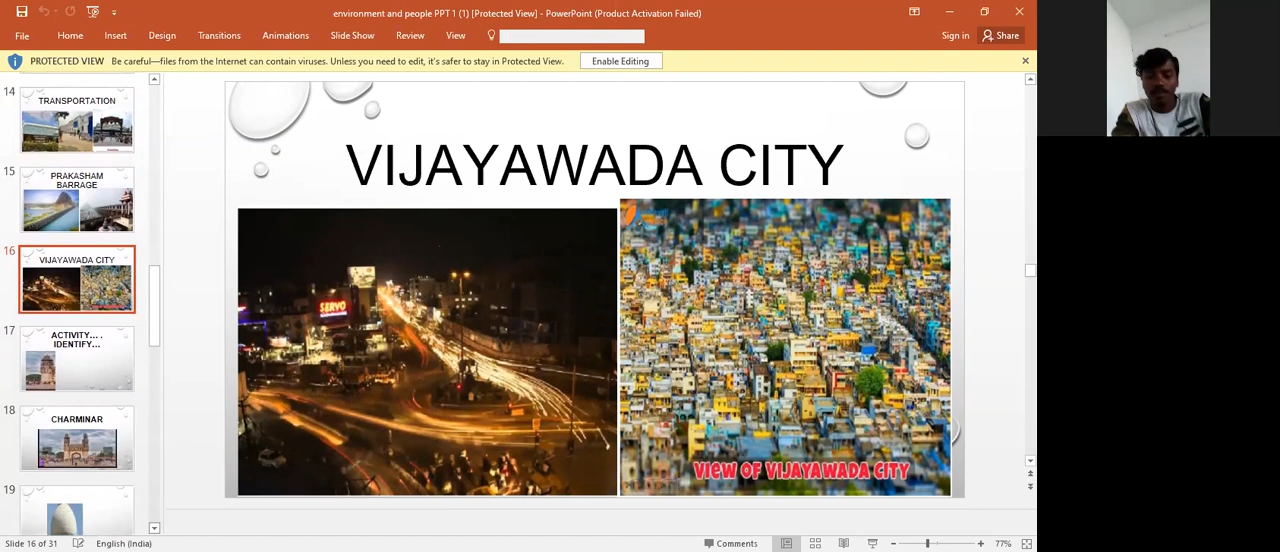 environment and people PPT 1 (1) [Protected View] - PowerPoint (Product Activation Failed)
File Home Insert Design Transitions Animations Slide Show Review View Sign in Share
PROTECTED VIEW Be careful—files from the Internet can contain viruses. Unless you need to edit, it's safer to stay in Protected View. Enable Editing
14
TRANSPORTATION
15
PRAKASHAM
BARRAGE
16
VIJAYAWADA CITY
17
ACTIVITY... .
IDENTIFY...
18
CHARMINAR
19
VIJAYAWADA CITY
SERVO
VIEW OF VIJAYAWADA CITY
Slide 16 of 31 English (India) Comments 77%